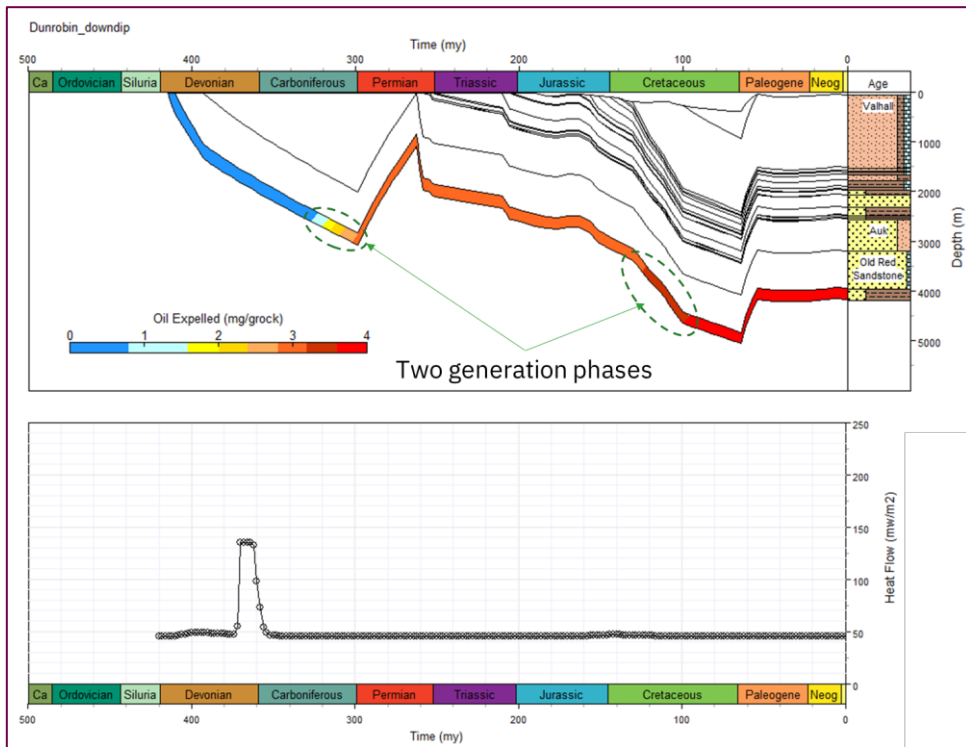 Dunrobin_downdip
Time (my)
500 400 300 200 100 0
Ca Ordovician Siluria Devonian Carboniferous Permian Triassic Jurassic Cretaceous Paleogene Neog Age
Valhall
Auk
Old Red
Sandstone
0
1000
2000
3000
4000
5000
Depth (m)
Oil Expelled (mg/grock)
0 1 2 3 4
Two generation phases
250
200
150
100
50
0
Heat Flow (mw/m2)
Ca Ordovician Siluria Devonian Carboniferous Permian Triassic Jurassic Cretaceous Paleogene Neog
500 400 300 200 100 0
Time (my)